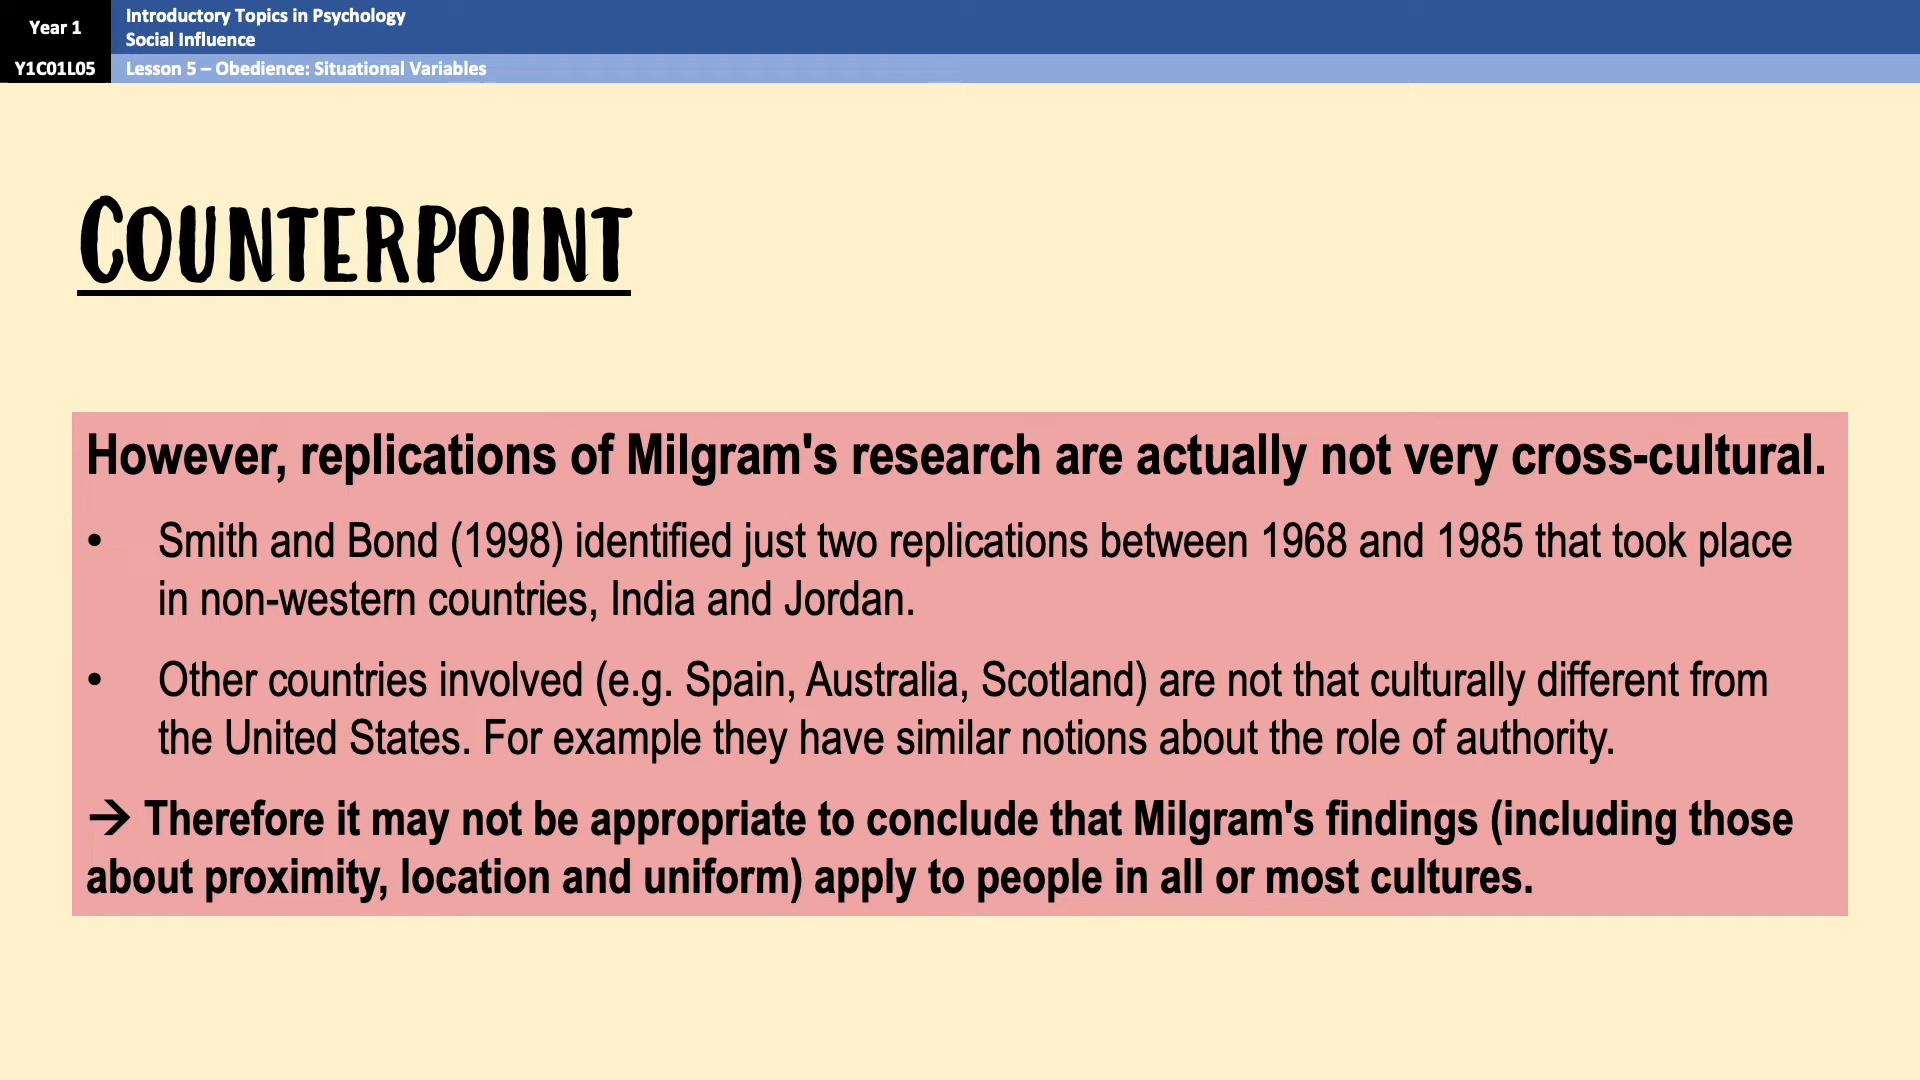 Year 1
Introductory Topics in Psychology
Social Influence
Y1C01L05
Lesson 5 – Obedience: Situational Variables
COUNTERPOINT
However, replications of Milgram's research are actually not very cross-cultural.
• Smith and Bond (1998) identified just two replications between 1968 and 1985 that took place
in non-western countries, India and Jordan.
• Other countries involved (e.g. Spain, Australia, Scotland) are not that culturally different from
the United States. For example they have similar notions about the role of authority.
→ Therefore it may not be appropriate to conclude that Milgram's findings (including those
about proximity, location and uniform) apply to people in all or most cultures.